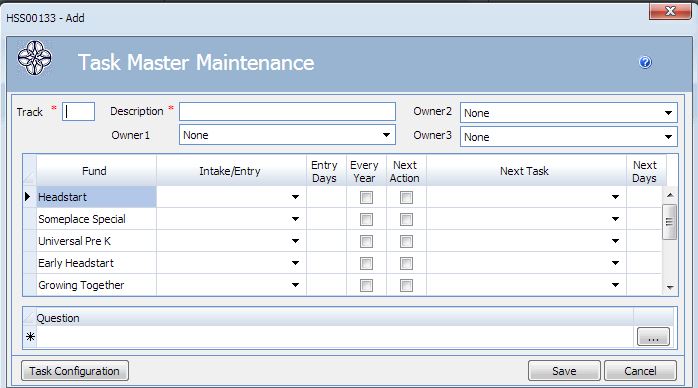 HSS00133 - Add
Task Master Maintenance
Track * Description * Owner2 None
Owner1 None Owner3 None
Fund Intake/Entry Entry Days Every Year Next Action Next Task Next Days
Headstart
Someplace Special
Universal Pre K
Early Headstart
Growing Together
Question
...
Task Configuration Save Cancel